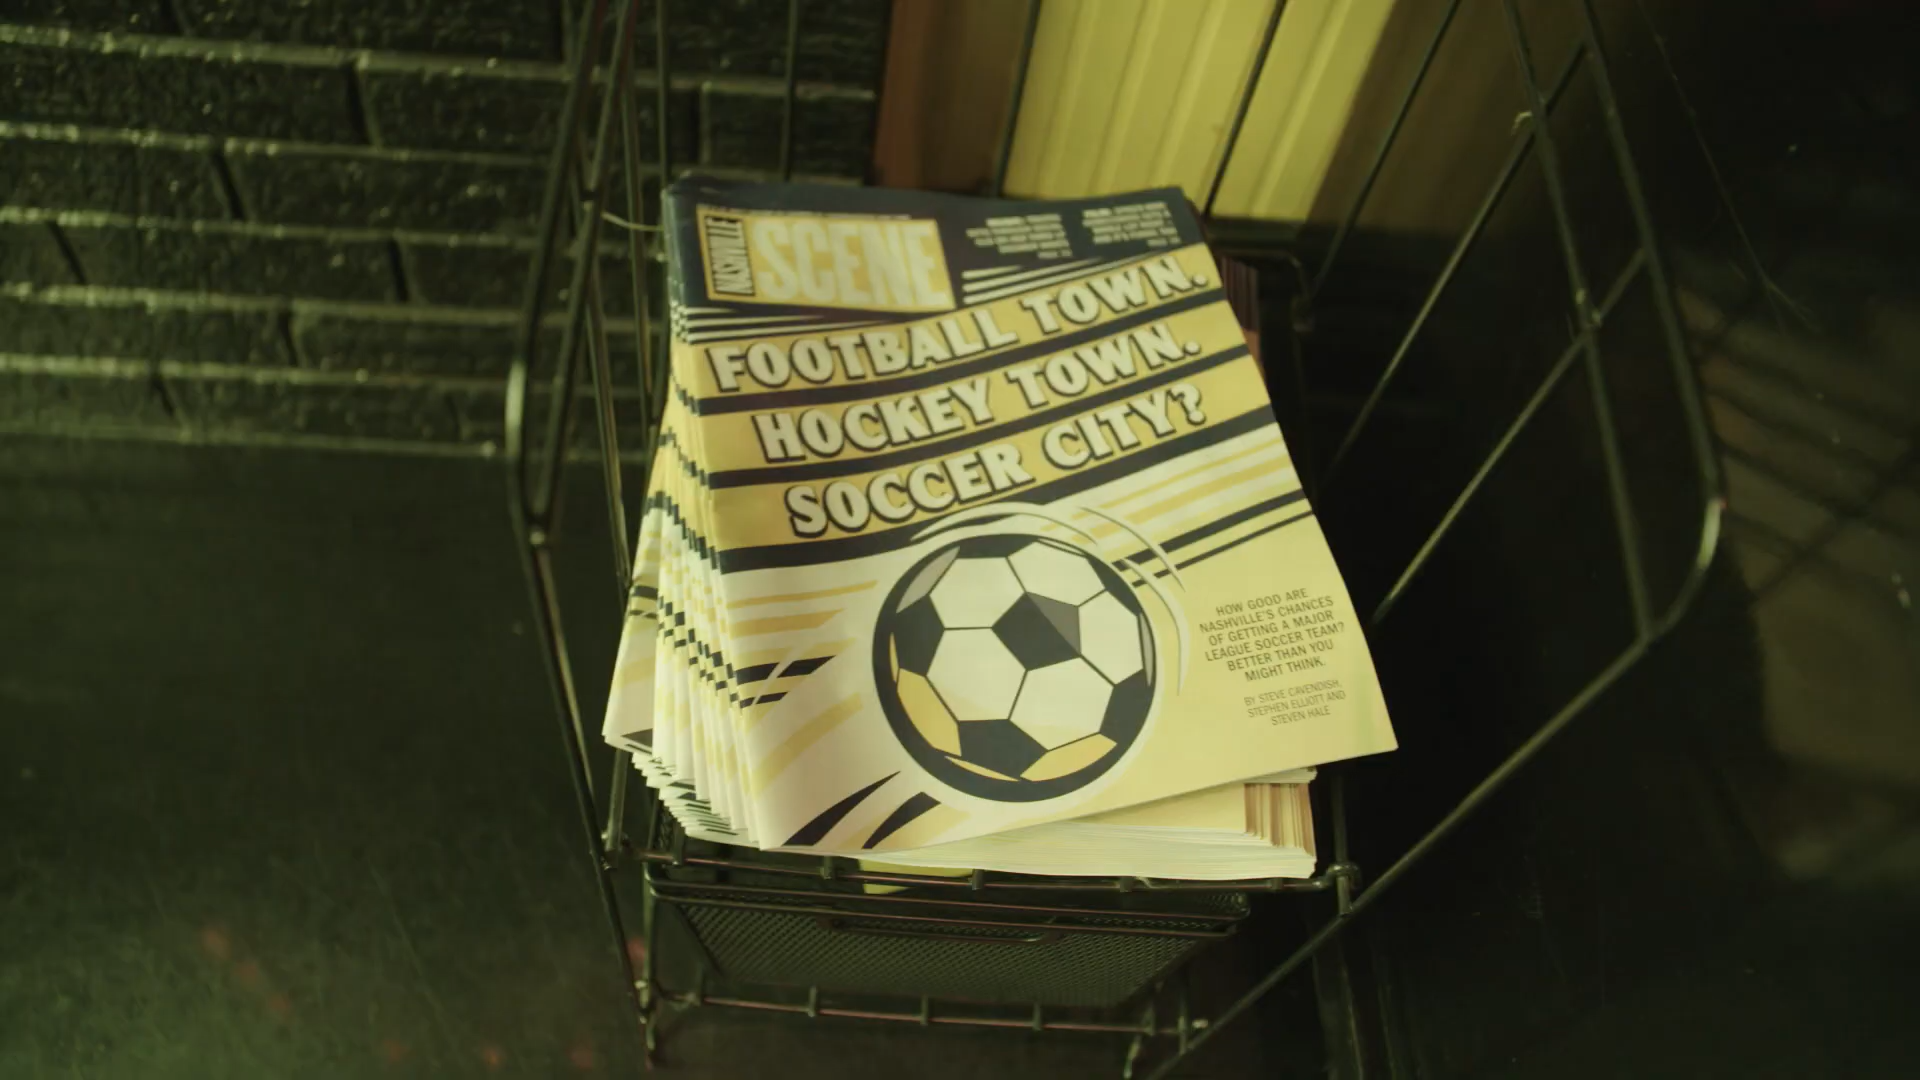 NASHVILLE
SCENE
FOOTBALL TOWN.
HOCKEY TOWN.
SOCCER CITY?
HOW GOOD ARE
NASHVILLE'S CHANCES
OF GETTING A MAJOR
LEAGUE SOCCER TEAM?
BETTER THAN YOU
MIGHT THINK.
BY STEVE CAVENDISH,
STEPHEN ELLIOTT AND
STEVEN HALE